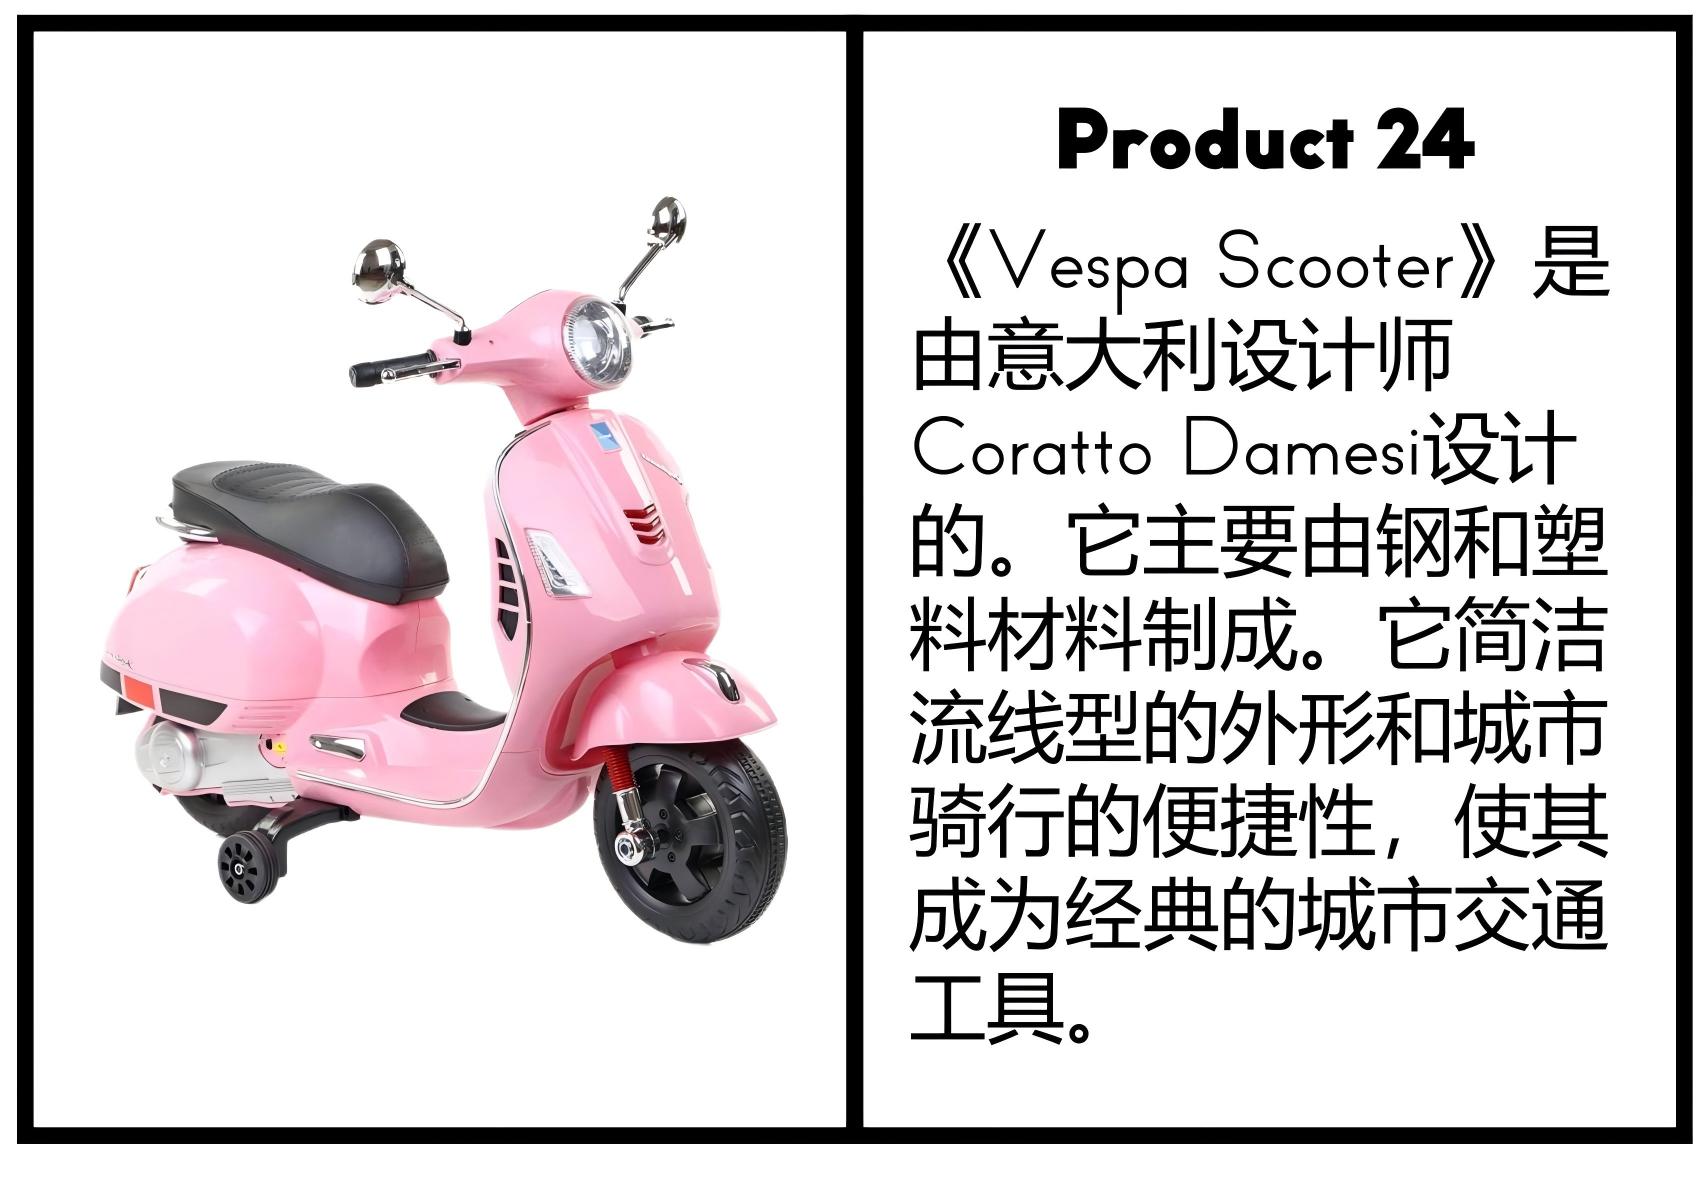 Product 24
《Vespa Scooter》是
由意大利设计师
Coratto Damesi设计
的。它主要由钢和塑
料材料制成。它简洁
流线型的外形和城市
骑行的便捷性，使其
成为经典的城市交通
工具。